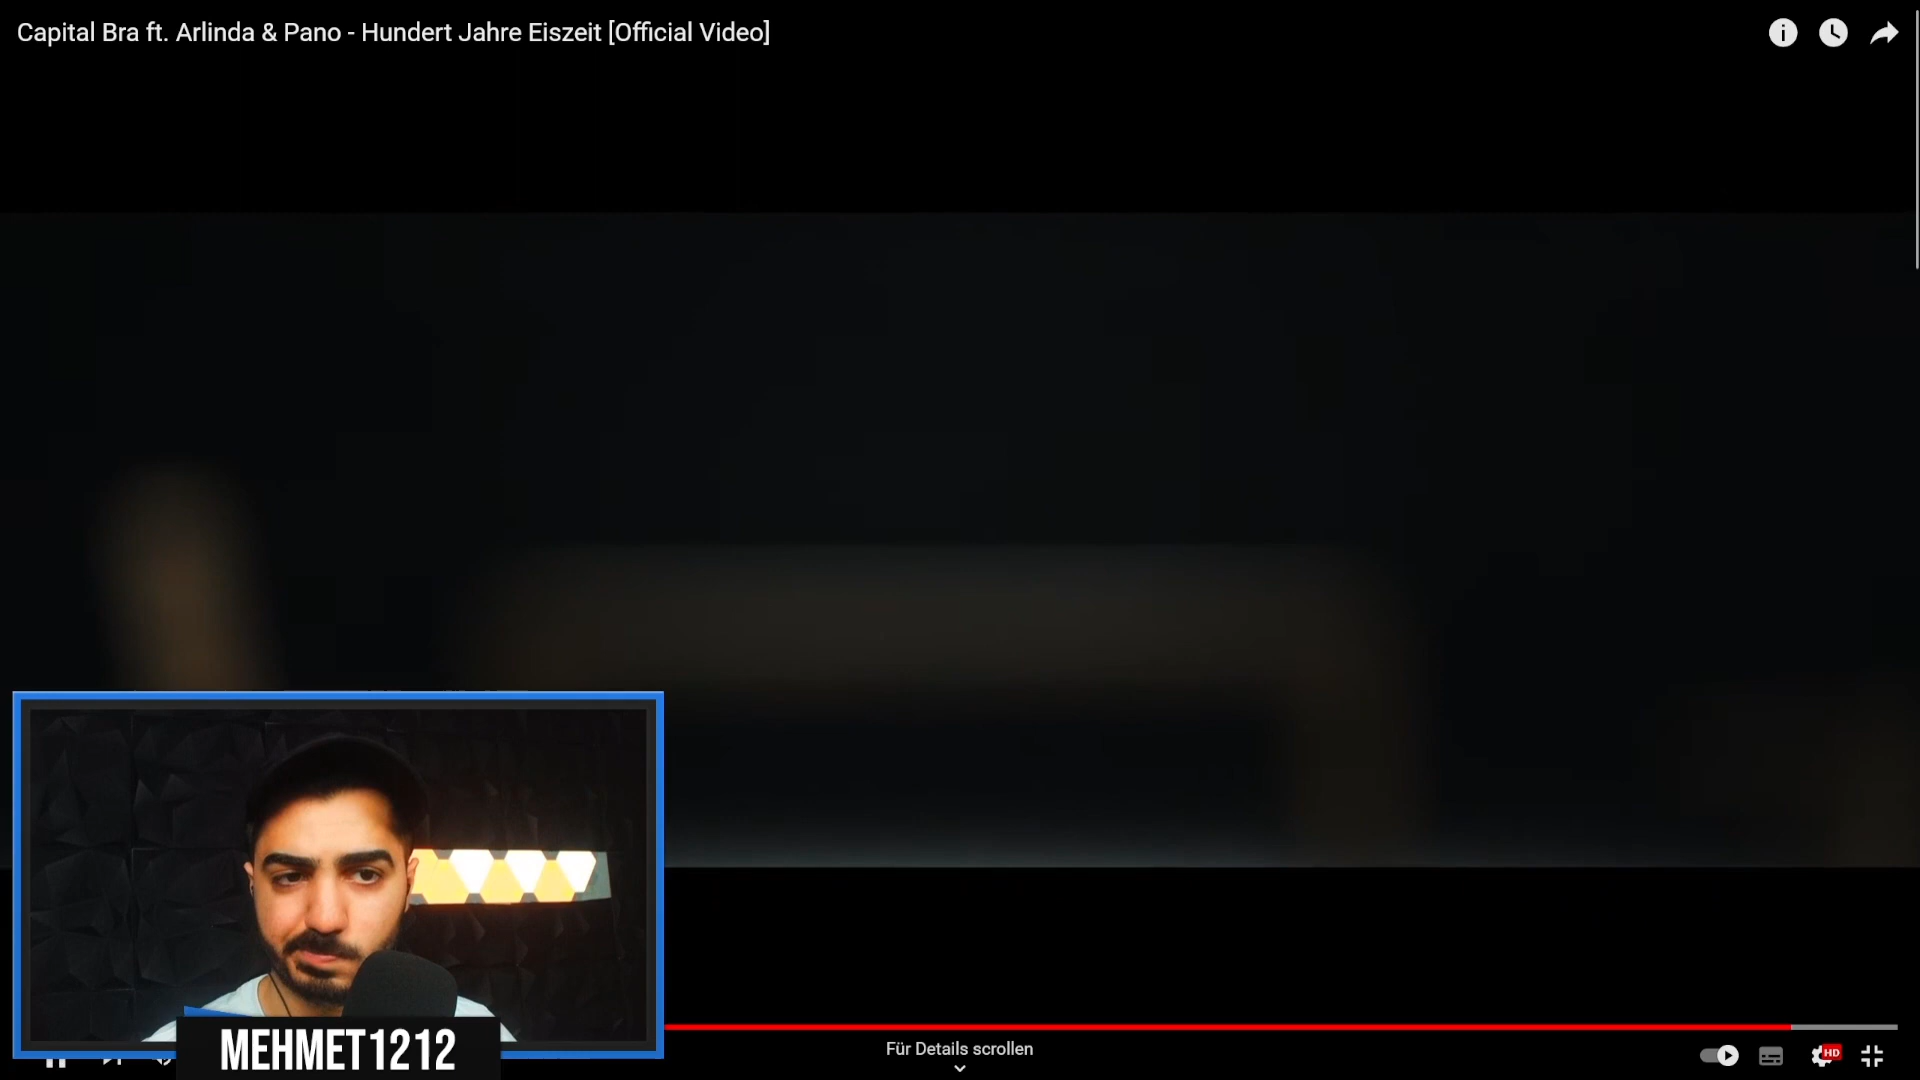 Capital Bra ft. Arlinda & Pano - Hundert Jahre Eiszeit [Official Video]
MEHMET1212
Für Details scrollen
HD